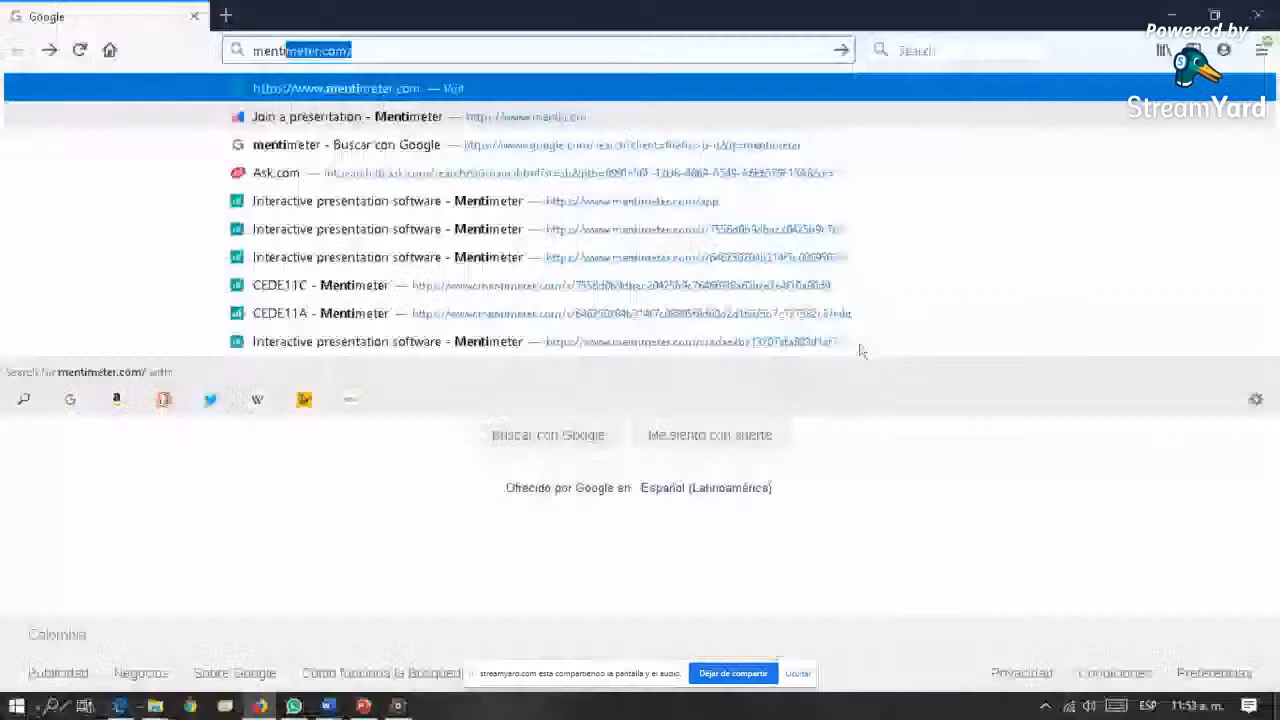 Google
mentimeter.com/
Search
Powered by
StreamYard
https://www.mentimeter.com — Visit
Join a presentation - Mentimeter — https://www.menti.com
mentimeter - Buscar con Google —
Ask.com —
Interactive presentation software - Mentimeter — https://www.mentimeter.com/app
Interactive presentation software - Mentimeter —
Interactive presentation software - Mentimeter —
CEDE11C - Mentimeter —
CEDE11A - Mentimeter —
Interactive presentation software - Mentimeter —
Search for mentimeter.com/ with
Buscar con Google
Me siento con suerte
Ofrecido por Google en Español (Latinoamérica)
Colombia
Publicidad Negocios Sobre Google Cómo funciona la Búsqued
streamyard.com está compartiendo la pantalla y el audio.
Dejar de compartir
Ocultar
Privacidad Condiciones Preferencias
ESP 11:53 a. m.